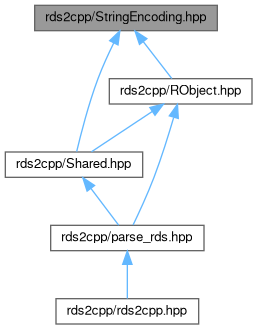 rds2cpp/StringEncoding.hpp
rds2cpp/RObject.hpp
rds2cpp/Shared.hpp
rds2cpp/parse_rds.hpp
rds2cpp/rds2cpp.hpp